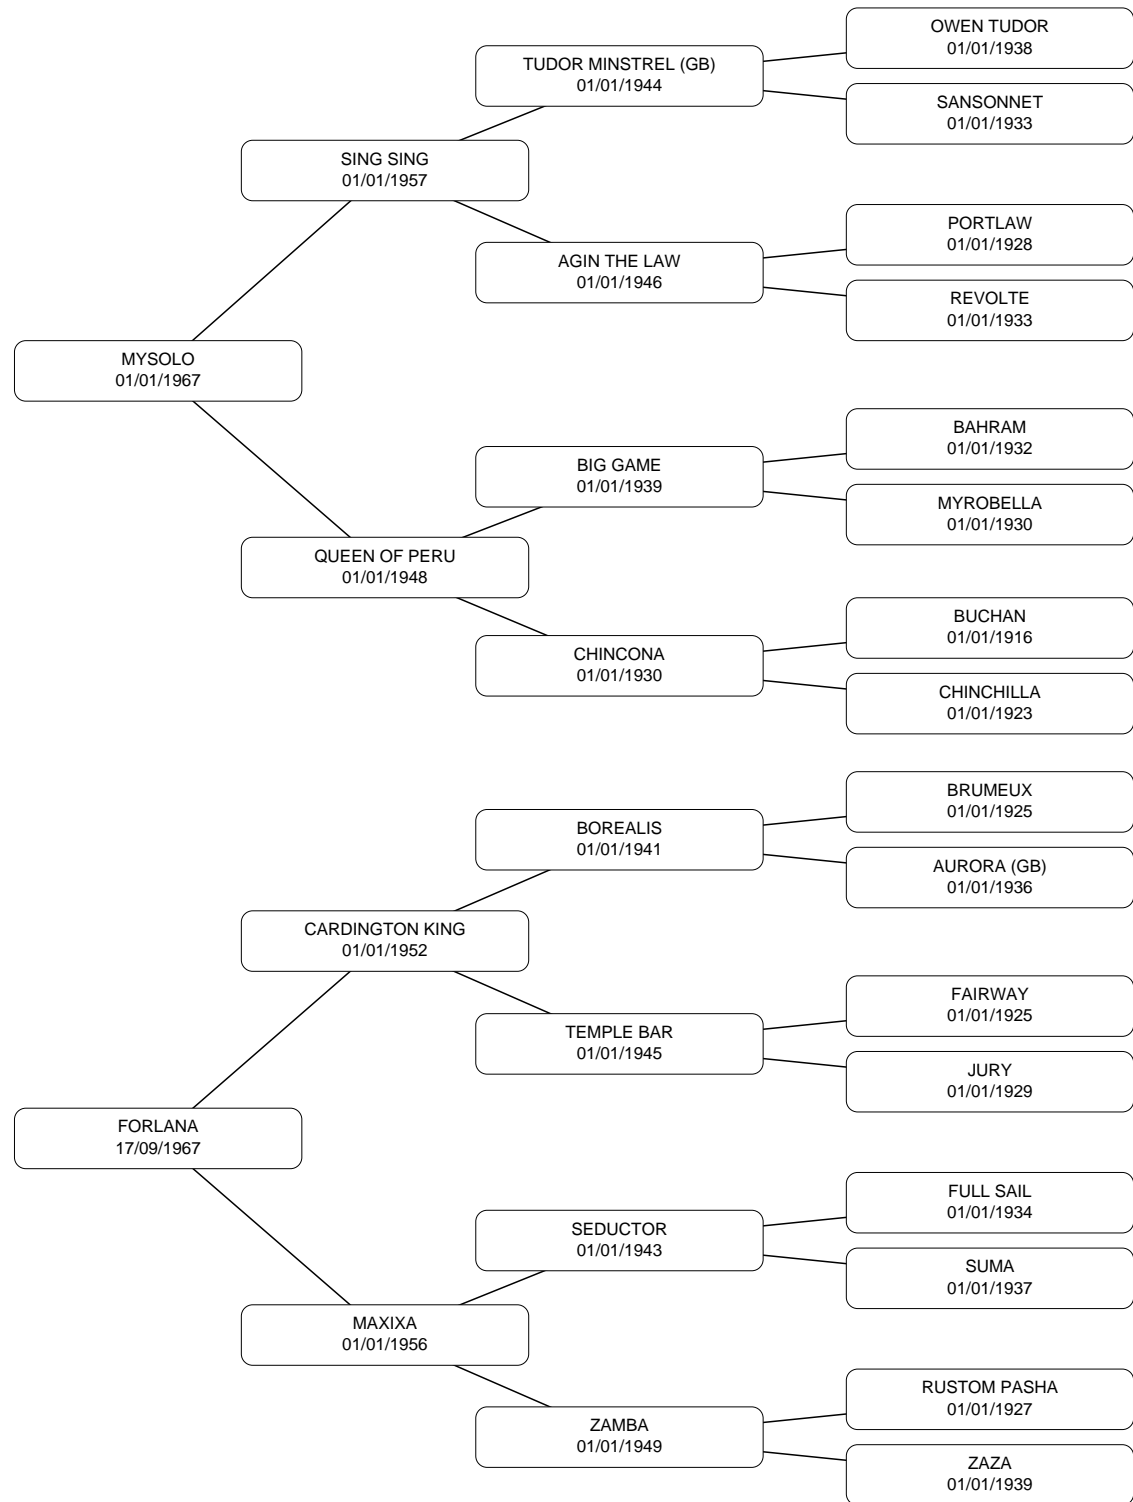 OWEN TUDOR
01/01/1938
TUDOR MINSTREL (GB)
01/01/1944
SANSONNET
01/01/1933
SING SING
01/01/1957
PORTLAW
01/01/1928
AGIN THE LAW
01/01/1946
REVOLTE
01/01/1933
MYSOLO
01/01/1967
BAHRAM
01/01/1932
BIG GAME
01/01/1939
MYROBELLA
01/01/1930
QUEEN OF PERU
01/01/1948
BUCHAN
01/01/1916
CHINCONA
01/01/1930
CHINCHILLA
01/01/1923
BRUMEUX
01/01/1925
BOREALIS
01/01/1941
AURORA (GB)
01/01/1936
CARDINGTON KING
01/01/1952
FAIRWAY
01/01/1925
TEMPLE BAR
01/01/1945
JURY
01/01/1929
FORLANA
17/09/1967
FULL SAIL
01/01/1934
SEDUCTOR
01/01/1943
SUMA
01/01/1937
MAXIXA
01/01/1956
RUSTOM PASHA
01/01/1927
ZAMBA
01/01/1949
ZAZA
01/01/1939